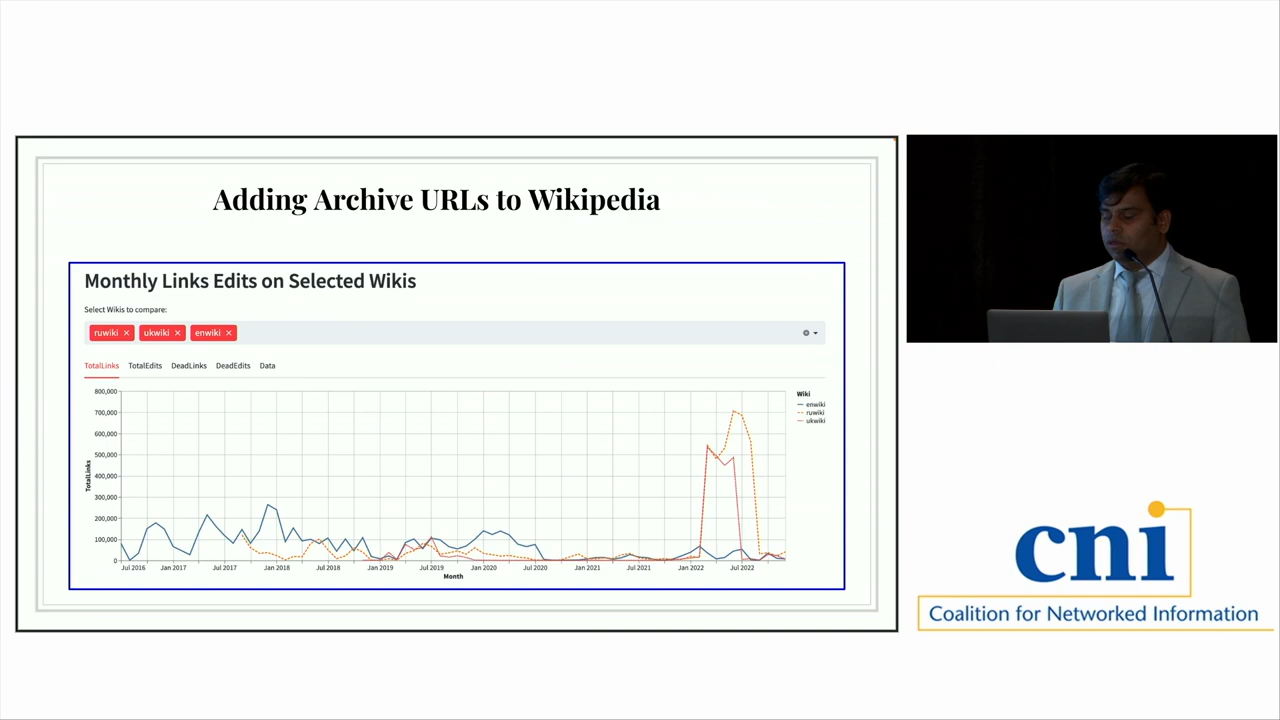 Adding Archive URLs to Wikipedia
Monthly Links Edits on Selected Wikis
Select Wikis to compare:
ruwiki × ukwiki × enwiki ×
TotalLinks TotalEdits DeadLinks DeadEdits Data
800,000
700,000
600,000
500,000
400,000
300,000
200,000
100,000
0
TotalLinks
Jul 2016 Jan 2017 Jul 2017 Jan 2018 Jul 2018 Jan 2019 Jul 2019 Jan 2020 Jul 2020 Jan 2021 Jul 2021 Jan 2022 Jul 2022
Month
Wiki
enwiki
ruwiki
ukwiki
cni
Coalition for Networked Information